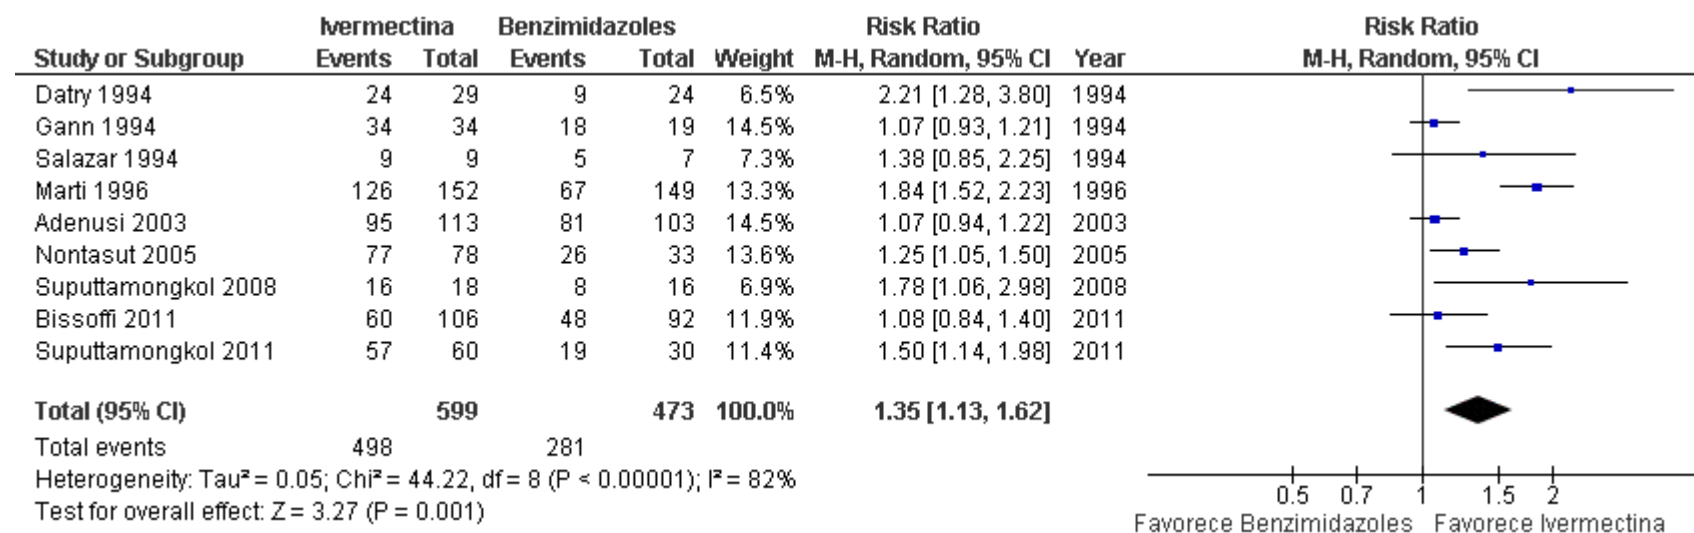 Ivermectina Benzimidazoles Risk Ratio Risk Ratio
Study or Subgroup Events Total Events Total Weight M-H, Random, 95% CI Year M-H, Random, 95% CI
Datry 1994 24 29 9 24 6.5% 2.21 [1.28, 3.80] 1994
Gann 1994 34 34 18 19 14.5% 1.07 [0.93, 1.21] 1994
Salazar 1994 9 9 5 7 7.3% 1.38 [0.85, 2.25] 1994
Marti 1996 126 152 67 149 13.3% 1.84 [1.52, 2.23] 1996
Adenusi 2003 95 113 81 103 14.5% 1.07 [0.94, 1.22] 2003
Nontasut 2005 77 78 26 33 13.6% 1.25 [1.05, 1.50] 2005
Suputtamongkol 2008 16 18 8 16 6.9% 1.78 [1.06, 2.98] 2008
Bissoffi 2011 60 106 48 92 11.9% 1.08 [0.84, 1.40] 2011
Suputtamongkol 2011 57 60 19 30 11.4% 1.50 [1.14, 1.98] 2011
Total (95% CI) 599 473 100.0% 1.35 [1.13, 1.62]
Total events 498 281
Heterogeneity: Tau² = 0.05; Chi² = 44.22, df = 8 (P < 0.00001); I² = 82%
Test for overall effect: Z = 3.27 (P = 0.001)
0.5 0.7 1 1.5 2
Favorece Benzimidazoles Favorece Ivermectina